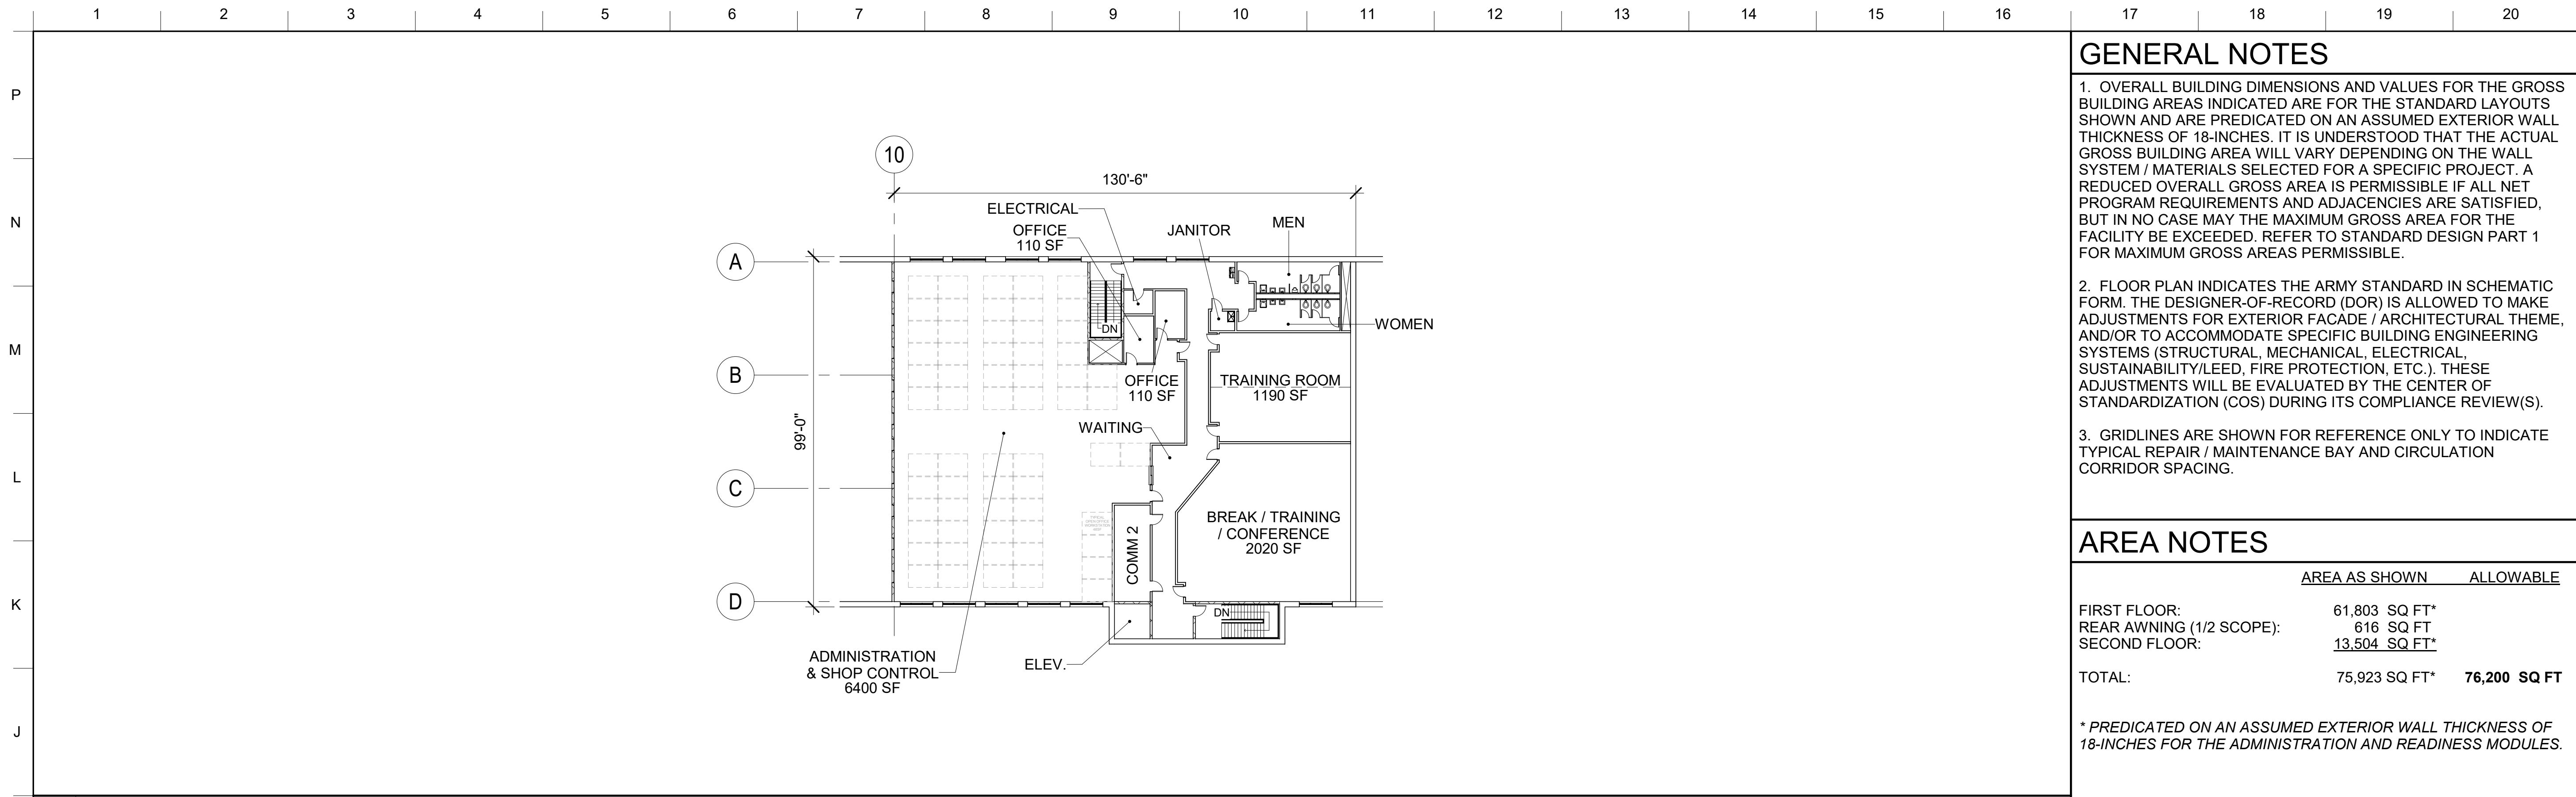 1 2 3 4 5 6 7 8 9 10 11 12 13 14 15 16 17 18 19 20
P
N
M
L
K
J
10
130'-6"
ELECTRICAL
OFFICE
110 SF
JANITOR
MEN
A
WOMEN
DN
B
OFFICE
110 SF
TRAINING ROOM
1190 SF
99'-0"
WAITING
C
BREAK / TRAINING
/ CONFERENCE
2020 SF
COMM 2
D
DN
ELEV.
ADMINISTRATION
& SHOP CONTROL
6400 SF
GENERAL NOTES
1. OVERALL BUILDING DIMENSIONS AND VALUES FOR THE GROSS
BUILDING AREAS INDICATED ARE FOR THE STANDARD LAYOUTS
SHOWN AND ARE PREDICATED ON AN ASSUMED EXTERIOR WALL
THICKNESS OF 18-INCHES. IT IS UNDERSTOOD THAT THE ACTUAL
GROSS BUILDING AREA WILL VARY DEPENDING ON THE WALL
SYSTEM / MATERIALS SELECTED FOR A SPECIFIC PROJECT. A
REDUCED OVERALL GROSS AREA IS PERMISSIBLE IF ALL NET
PROGRAM REQUIREMENTS AND ADJACENCIES ARE SATISFIED,
BUT IN NO CASE MAY THE MAXIMUM GROSS AREA FOR THE
FACILITY BE EXCEEDED. REFER TO STANDARD DESIGN PART 1
FOR MAXIMUM GROSS AREAS PERMISSIBLE.
2. FLOOR PLAN INDICATES THE ARMY STANDARD IN SCHEMATIC
FORM. THE DESIGNER-OF-RECORD (DOR) IS ALLOWED TO MAKE
ADJUSTMENTS FOR EXTERIOR FACADE / ARCHITECTURAL THEME,
AND/OR TO ACCOMMODATE SPECIFIC BUILDING ENGINEERING
SYSTEMS (STRUCTURAL, MECHANICAL, ELECTRICAL,
SUSTAINABILITY/LEED, FIRE PROTECTION, ETC.). THESE
ADJUSTMENTS WILL BE EVALUATED BY THE CENTER OF
STANDARDIZATION (COS) DURING ITS COMPLIANCE REVIEW(S).
3. GRIDLINES ARE SHOWN FOR REFERENCE ONLY TO INDICATE
TYPICAL REPAIR / MAINTENANCE BAY AND CIRCULATION
CORRIDOR SPACING.
AREA NOTES
AREA AS SHOWN ALLOWABLE
FIRST FLOOR: 61,803 SQ FT*
REAR AWNING (1/2 SCOPE): 616 SQ FT
SECOND FLOOR: 13,504 SQ FT*
TOTAL: 75,923 SQ FT* 76,200 SQ FT
* PREDICATED ON AN ASSUMED EXTERIOR WALL THICKNESS OF
18-INCHES FOR THE ADMINISTRATION AND READINESS MODULES.